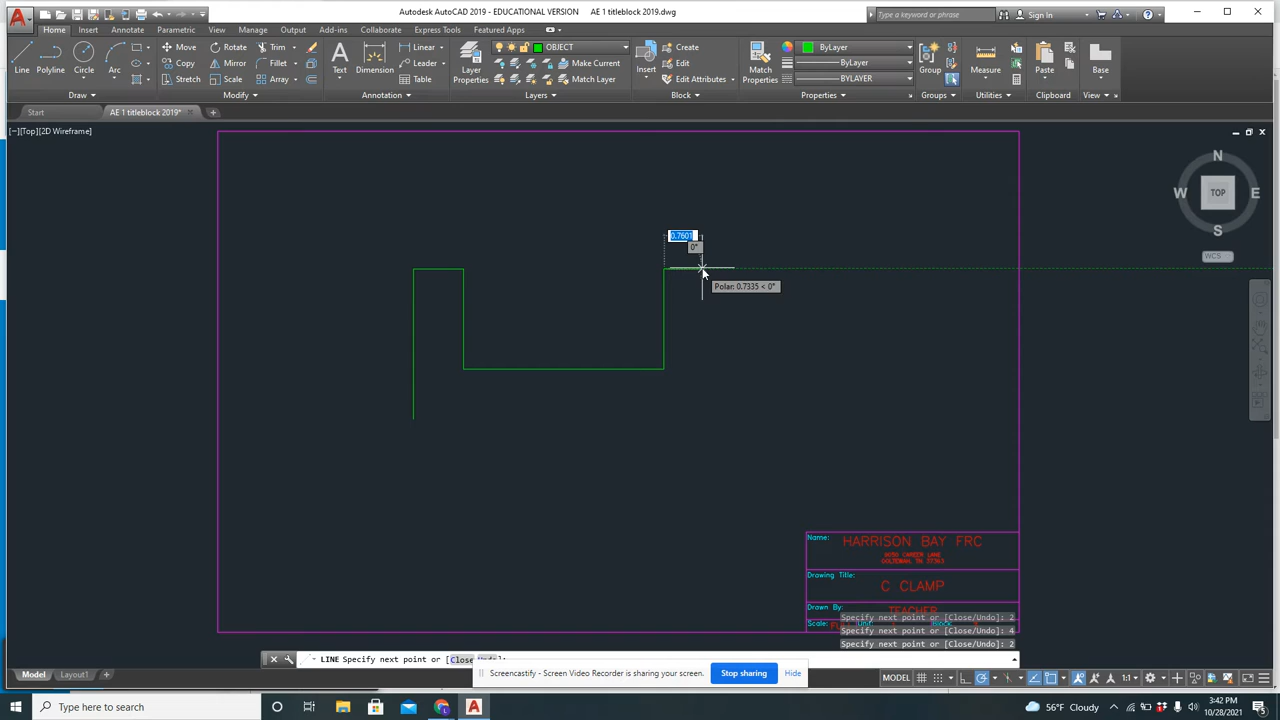 Autodesk AutoCAD 2019 - EDUCATIONAL VERSION AE 1 titleblock 2019.dwg
Type a keyword or phrase
Sign In
Home Insert Annotate Parametric View Manage Output Add-ins Collaborate Express Tools Featured Apps
Line
Polyline
Circle
Arc
Draw
Move
Copy
Stretch
Rotate
Mirror
Scale
Trim
Fillet
Array
Modify
Text
Dimension
Linear
Leader
Table
Annotation
Layer
Properties
OBJECT
Make Current
Match Layer
Layers
Insert
Create
Edit
Edit Attributes
Block
Match
Properties
ByLayer
ByLayer
BYLAYER
Properties
Group
Groups
Measure
Utilities
Paste
Clipboard
Base
View
Start
AE 1 titleblock 2019*
[−][Top][2D Wireframe]
N
W TOP E
S
WCS
0.7601
0°
Polar: 0.7335 < 0°
Name: HARRISON BAY FRC
Drawing Title:
C CLAMP
Drawn By:
TEACHER
Scale:
Specify next point or [Close/Undo]: 2
Specify next point or [Close/Undo]: 4
Specify next point or [Close/Undo]: 2
LINE Specify next point or [Close Undo]:
Screencastify - Screen Video Recorder is sharing your screen.
Stop sharing
Hide
Model
Layout1
MODEL
1:1
Type here to search
56°F Cloudy
3:42 PM
10/28/2021